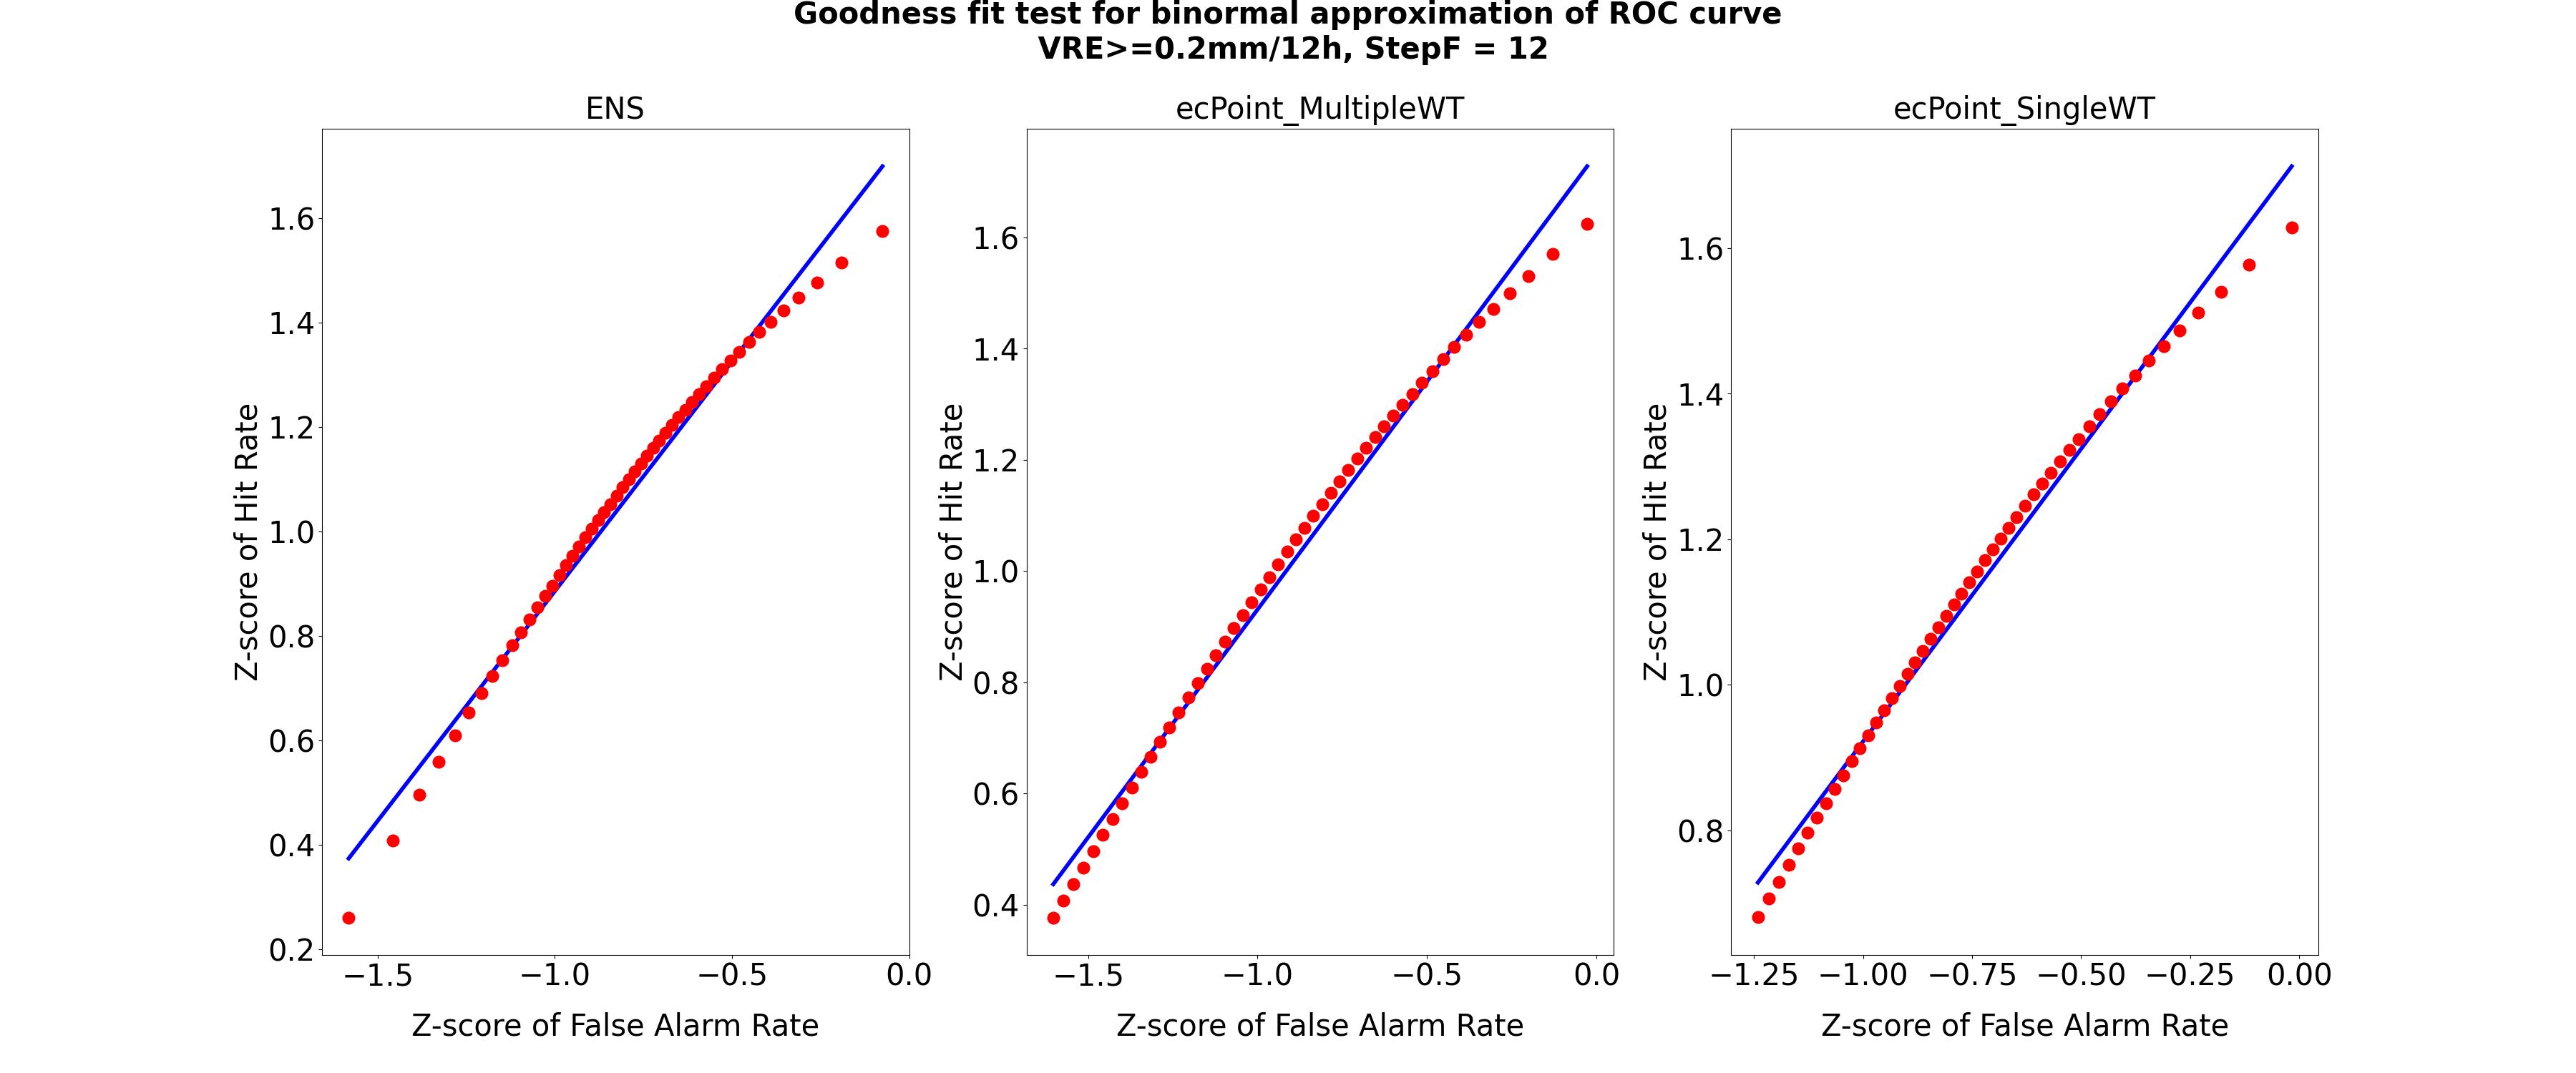 Goodness fit test for binormal approximation of ROC curve
VRE>=0.2mm/12h, StepF = 12
ENS
Z-score of Hit Rate
1.6
1.4
1.2
1.0
0.8
0.6
0.4
0.2
−1.5 −1.0 −0.5 0.0
Z-score of False Alarm Rate
ecPoint_MultipleWT
Z-score of Hit Rate
1.6
1.4
1.2
1.0
0.8
0.6
0.4
−1.5 −1.0 −0.5 0.0
Z-score of False Alarm Rate
ecPoint_SingleWT
Z-score of Hit Rate
1.6
1.4
1.2
1.0
0.8
−1.25 −1.00 −0.75 −0.50 −0.25 0.00
Z-score of False Alarm Rate